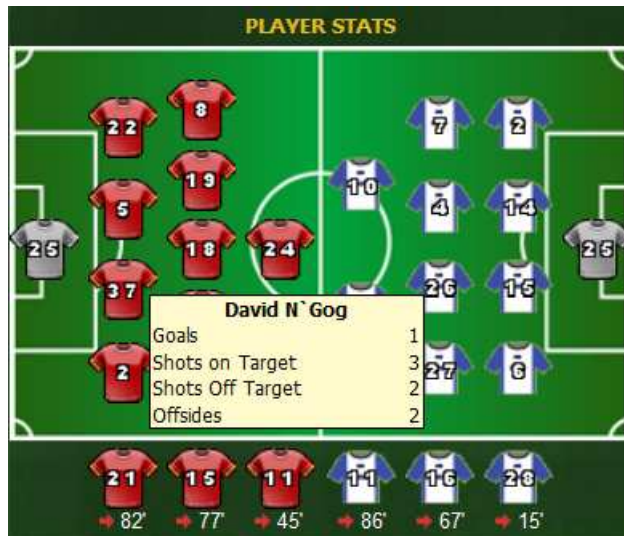 PLAYER STATS
8
22
7
2
19
10
5
4
14
18
25
24
25
37
26
15
David N`Gog
Goals 1
Shots on Target 3
2
27
6
Shots Off Target 2
Offsides 2
21 15 11 11 16 28
82' 77' 45' 86' 67' 15'